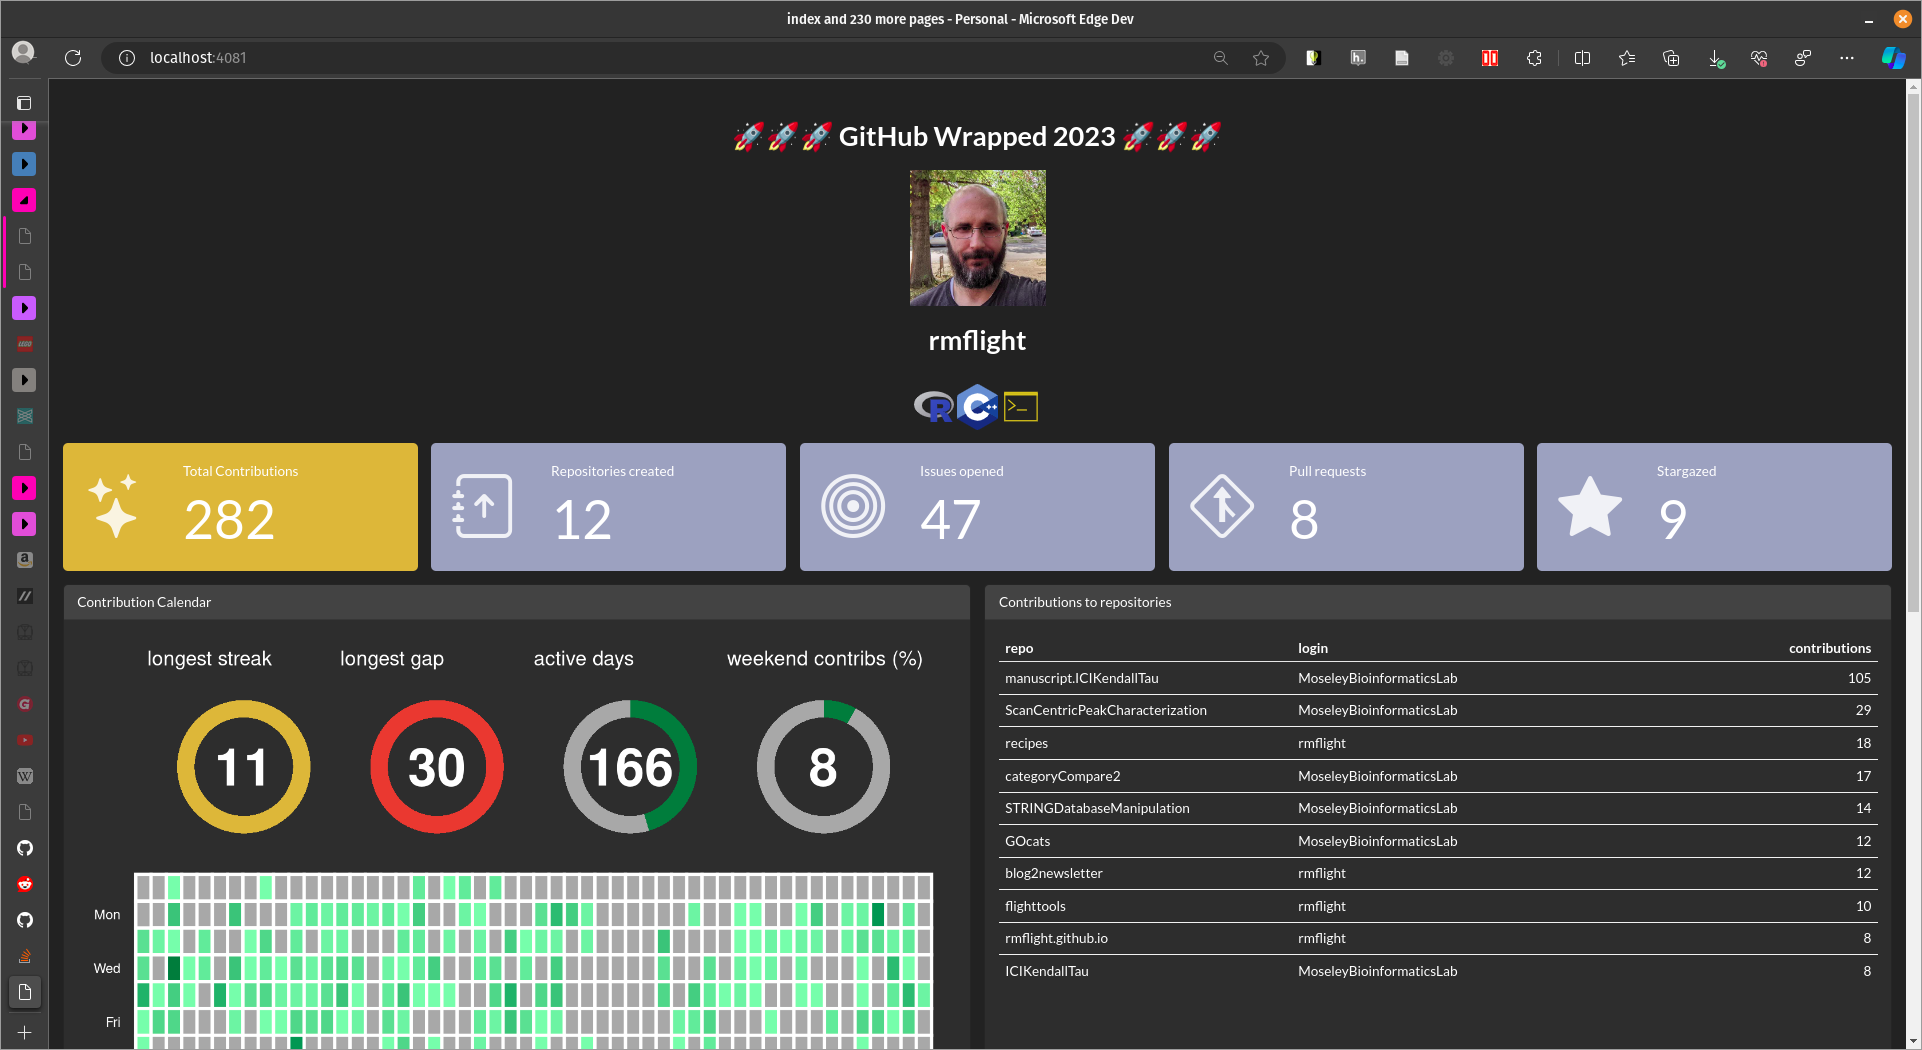 index and 230 more pages - Personal - Microsoft Edge Dev
localhost:4081
🚀🚀🚀 GitHub Wrapped 2023 🚀🚀🚀
rmflight
R C++ >_
Total Contributions
282
Repositories created
12
Issues opened
47
Pull requests
8
Stargazed
9
Contribution Calendar
longest streak longest gap active days weekend contribs (%)
11 30 166 8
Mon
Wed
Fri
Contributions to repositories
repo login contributions
manuscript.ICIKendallTau MoseleyBioinformaticsLab 105
ScanCentricPeakCharacterization MoseleyBioinformaticsLab 29
recipes rmflight 18
categoryCompare2 MoseleyBioinformaticsLab 17
STRINGDatabaseManipulation MoseleyBioinformaticsLab 14
GOcats MoseleyBioinformaticsLab 12
blog2newsletter rmflight 12
flighttools rmflight 10
rmflight.github.io rmflight 8
ICIKendallTau MoseleyBioinformaticsLab 8